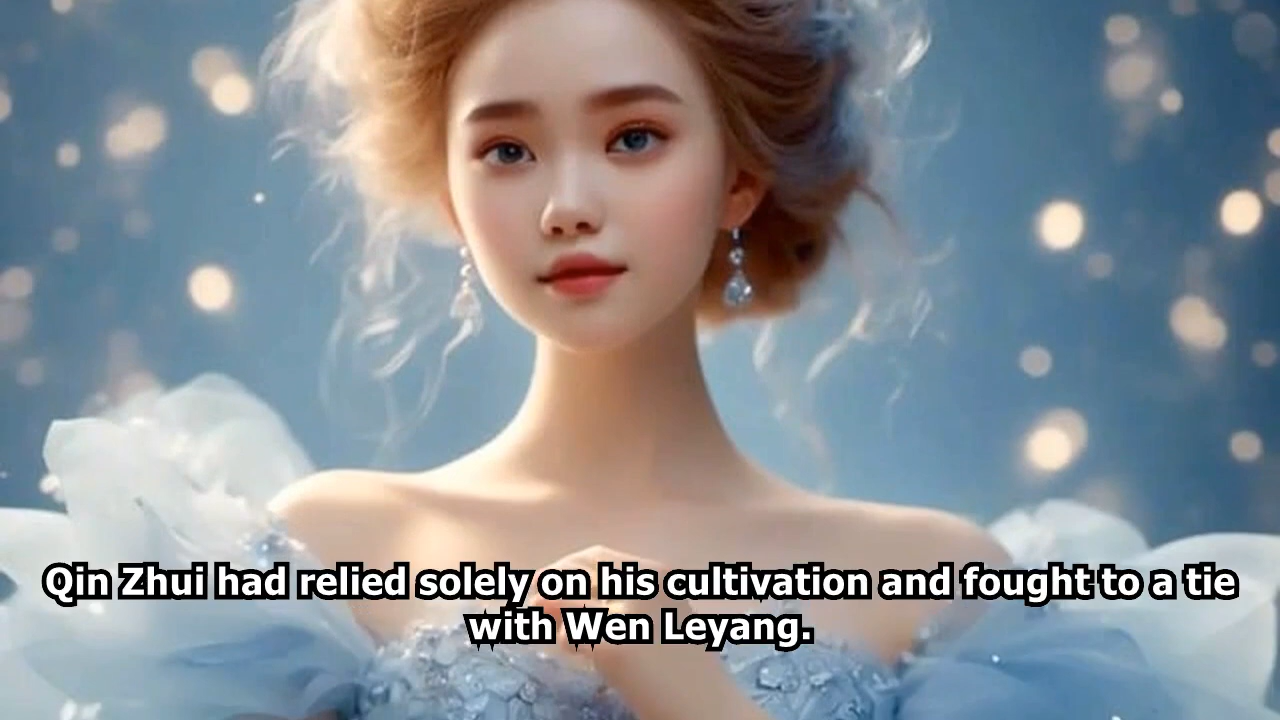 Qin Zhui had relied solely on his cultivation and fought to a tie
with Wen Leyang.